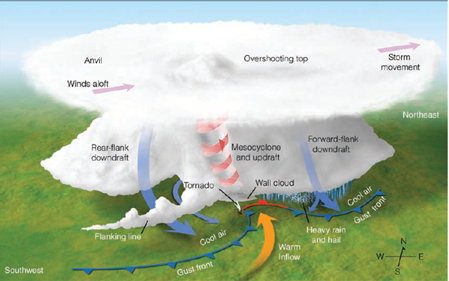 Anvil
Overshooting top
Storm
movement
Winds aloft
Northeast
Rear-flank
downdraft
Mesocyclone
and updraft
Forward-flank
downdraft
Tornado
Wall cloud
Cool air
Gust front
Flanking line
Cool air
Heavy rain
and hail
Warm
Inflow
Gust front
Southwest
N
W
E
S